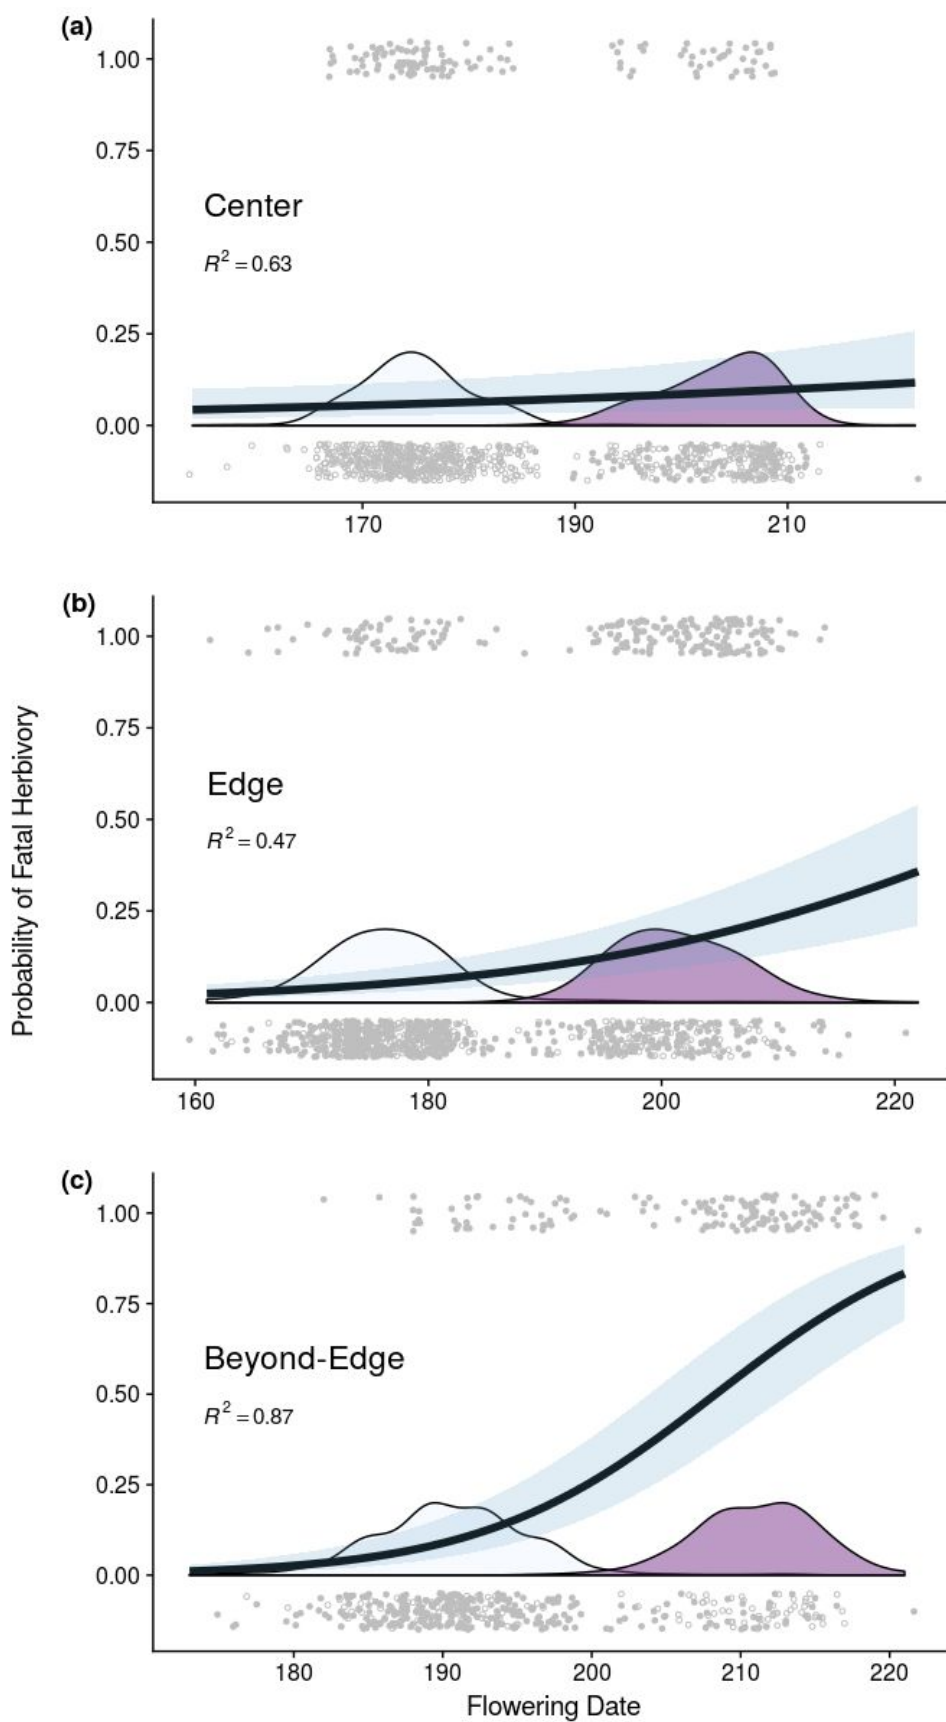 (a)
1.00
0.75
Center
0.50
R² = 0.63
0.25
0.00
170 190 210
(b)
1.00
0.75
Edge
0.50
R² = 0.47
0.25
0.00
160 180 200 220
Probability of Fatal Herbivory
(c)
1.00
0.75
Beyond-Edge
0.50
R² = 0.87
0.25
0.00
180 190 200 210 220
Flowering Date